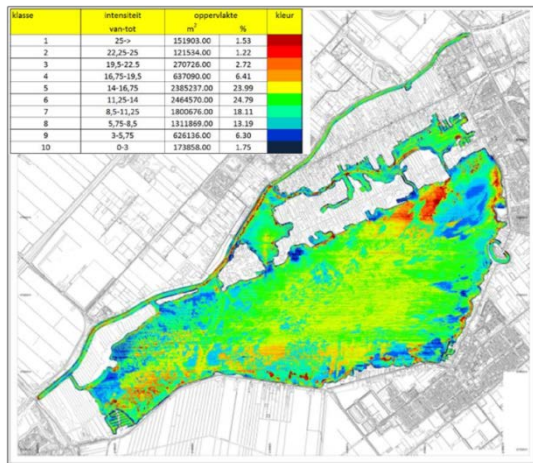 klasse intensiteit oppervlakte kleur
van-tot m² %
1 25-> 151903.00 1.53
2 22,25-25 121534.00 1.22
3 19,5-22.5 270726.00 2.72
4 16,75-19,5 637090.00 6.41
5 14-16,75 2385237.00 23.99
6 11,25-14 2464570.00 24.79
7 8,5-11,25 1800676.00 18.11
8 5,75-8,5 1311869.00 13.19
9 3-5,75 626136.00 6.30
10 0-3 173858.00 1.75